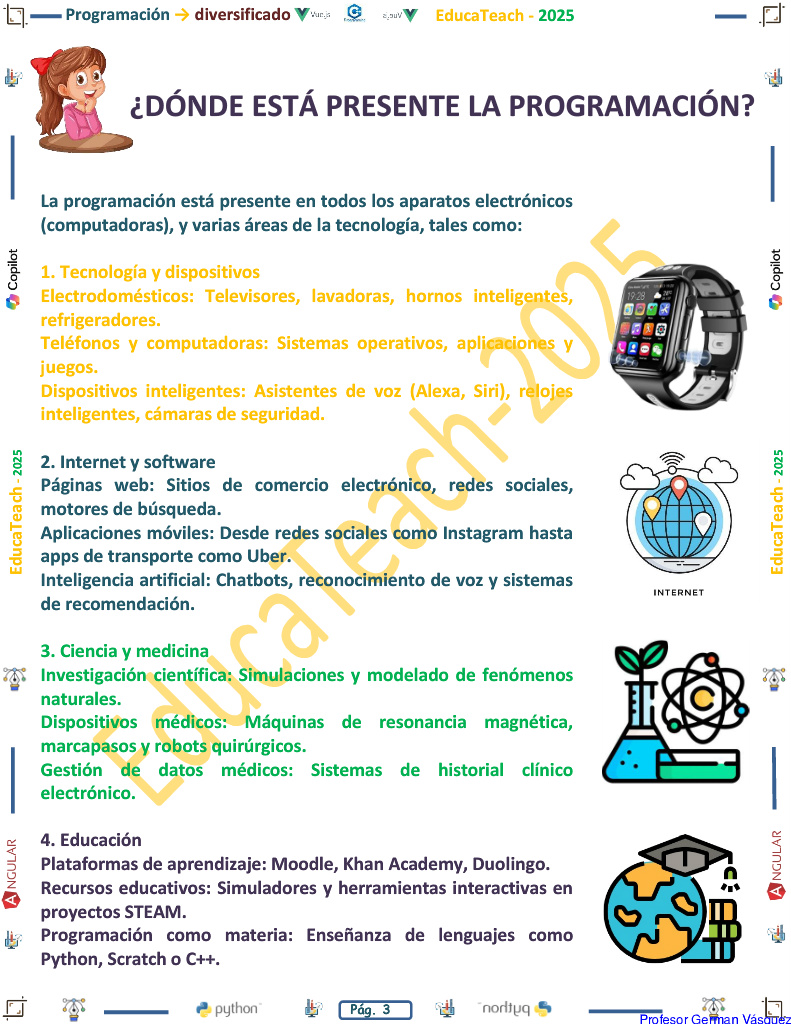 Programación → diversificado Vue.js EducaTeach - 2025
¿DÓNDE ESTÁ PRESENTE LA PROGRAMACIÓN?
La programación está presente en todos los aparatos electrónicos
(computadoras), y varias áreas de la tecnología, tales como:
1. Tecnología y dispositivos
Electrodomésticos: Televisores, lavadoras, hornos inteligentes,
refrigeradores.
Teléfonos y computadoras: Sistemas operativos, aplicaciones y
juegos.
Dispositivos inteligentes: Asistentes de voz (Alexa, Siri), relojes
inteligentes, cámaras de seguridad.
19:28
2. Internet y software
Páginas web: Sitios de comercio electrónico, redes sociales,
motores de búsqueda.
Aplicaciones móviles: Desde redes sociales como Instagram hasta
apps de transporte como Uber.
Inteligencia artificial: Chatbots, reconocimiento de voz y sistemas
de recomendación.
INTERNET
3. Ciencia y medicina
Investigación científica: Simulaciones y modelado de fenómenos
naturales.
Dispositivos médicos: Máquinas de resonancia magnética,
marcapasos y robots quirúrgicos.
Gestión de datos médicos: Sistemas de historial clínico
electrónico.
4. Educación
Plataformas de aprendizaje: Moodle, Khan Academy, Duolingo.
Recursos educativos: Simuladores y herramientas interactivas en
proyectos STEAM.
Programación como materia: Enseñanza de lenguajes como
Python, Scratch o C++.
EducaTeach-2025
Copilot
EducaTeach - 2025
ANGULAR
Copilot
EducaTeach - 2025
ANGULAR
python
Pág. 3
python
Profesor German Vásquez